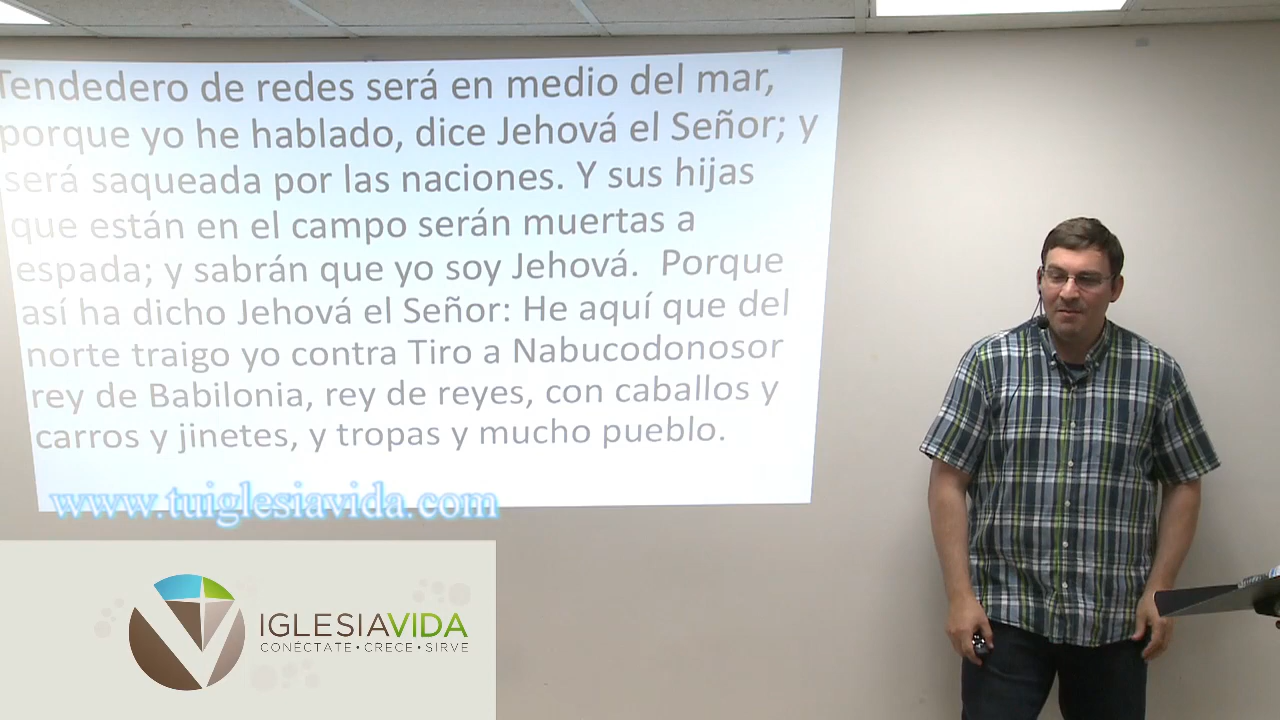 Tendedero de redes será en medio del mar,
porque yo he hablado, dice Jehová el Señor; y
será saqueada por las naciones. Y sus hijas
que están en el campo serán muertas a
espada; y sabrán que yo soy Jehová. Porque
así ha dicho Jehová el Señor: He aquí que del
norte traigo yo contra Tiro a Nabucodonosor
rey de Babilonia, rey de reyes, con caballos y
carros y jinetes, y tropas y mucho pueblo.
www.tuiglesiavida.com
IGLESIAVIDA
CONÉCTATE • CRECE • SIRVE